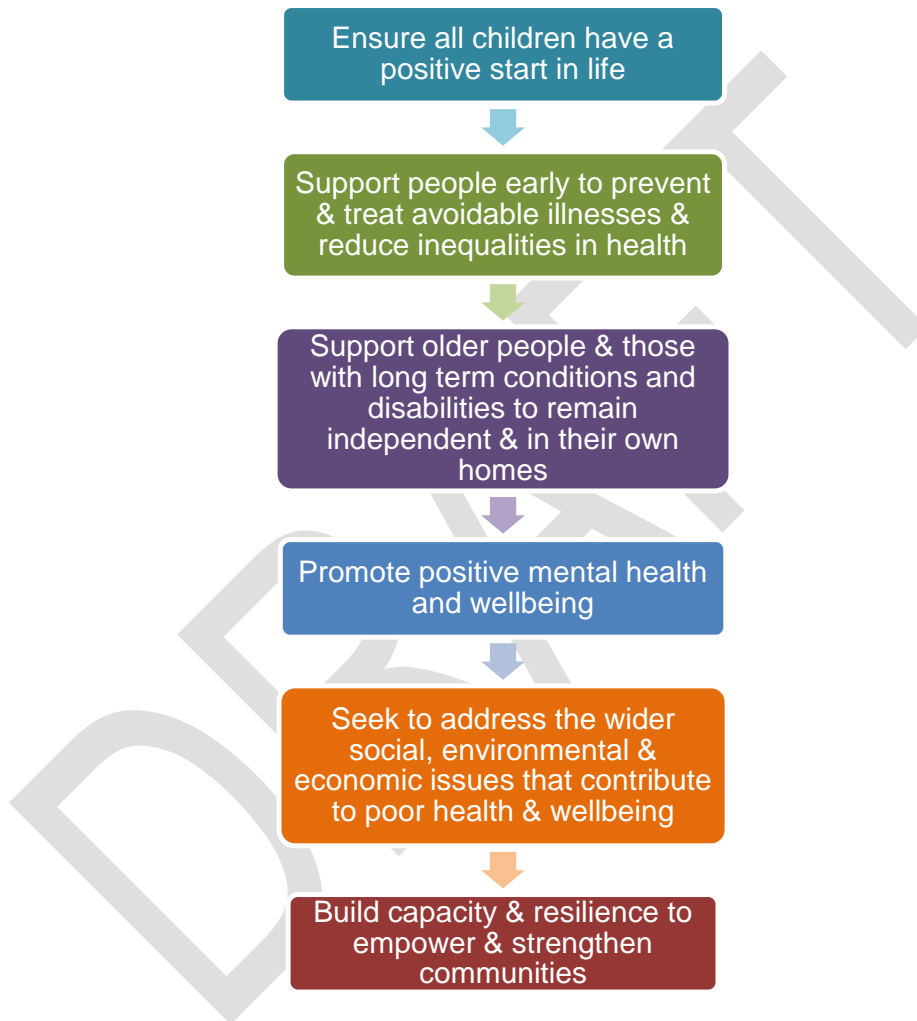 Ensure all children have a
positive start in life
Support people early to prevent
& treat avoidable illnesses &
reduce inequalities in health
Support older people & those
with long term conditions and
disabilities to remain
independent & in their own
homes
Promote positive mental health
and wellbeing
Seek to address the wider
social, environmental &
economic issues that contribute
to poor health & wellbeing
Build capacity & resilience to
empower & strengthen
communities
DRAFT